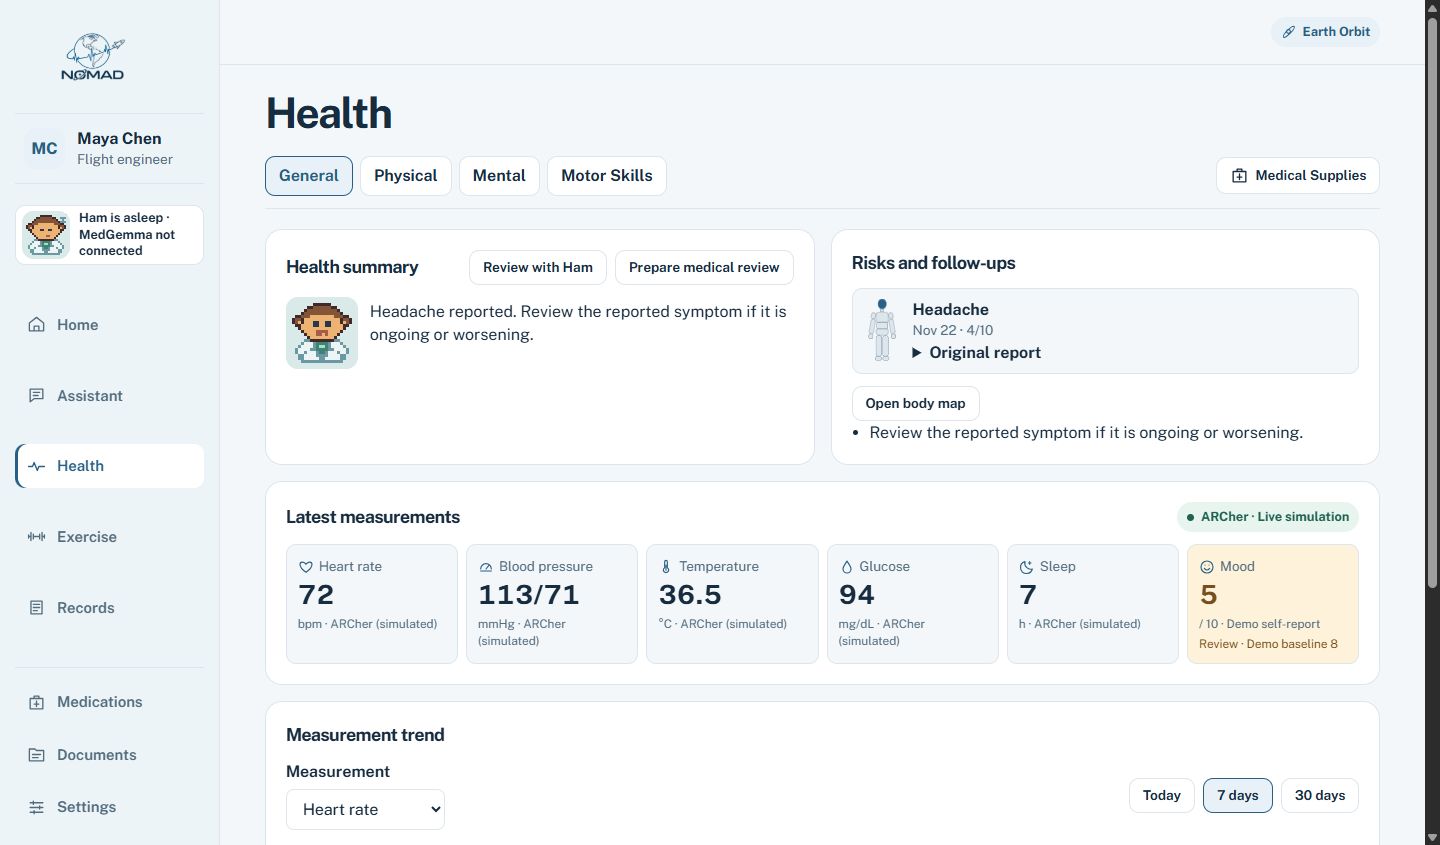 NOMAD
MC
Maya Chen
Flight engineer
Ham is asleep ·
MedGemma not
connected
Home
Assistant
Health
Exercise
Records
Medications
Documents
Settings
Earth Orbit
Health
General
Physical
Mental
Motor Skills
Medical Supplies
Health summary
Review with Ham
Prepare medical review
Headache reported. Review the reported symptom if it is
ongoing or worsening.
Risks and follow-ups
Headache
Nov 22 · 4/10
Original report
Open body map
Review the reported symptom if it is ongoing or worsening.
Latest measurements
ARCher · Live simulation
Heart rate
72
bpm · ARCher (simulated)
Blood pressure
113/71
mmHg · ARCher
(simulated)
Temperature
36.5
°C · ARCher (simulated)
Glucose
94
mg/dL · ARCher
(simulated)
Sleep
7
h · ARCher (simulated)
Mood
5
/ 10 · Demo self-report
Review · Demo baseline 8
Measurement trend
Measurement
Heart rate
Today
7 days
30 days